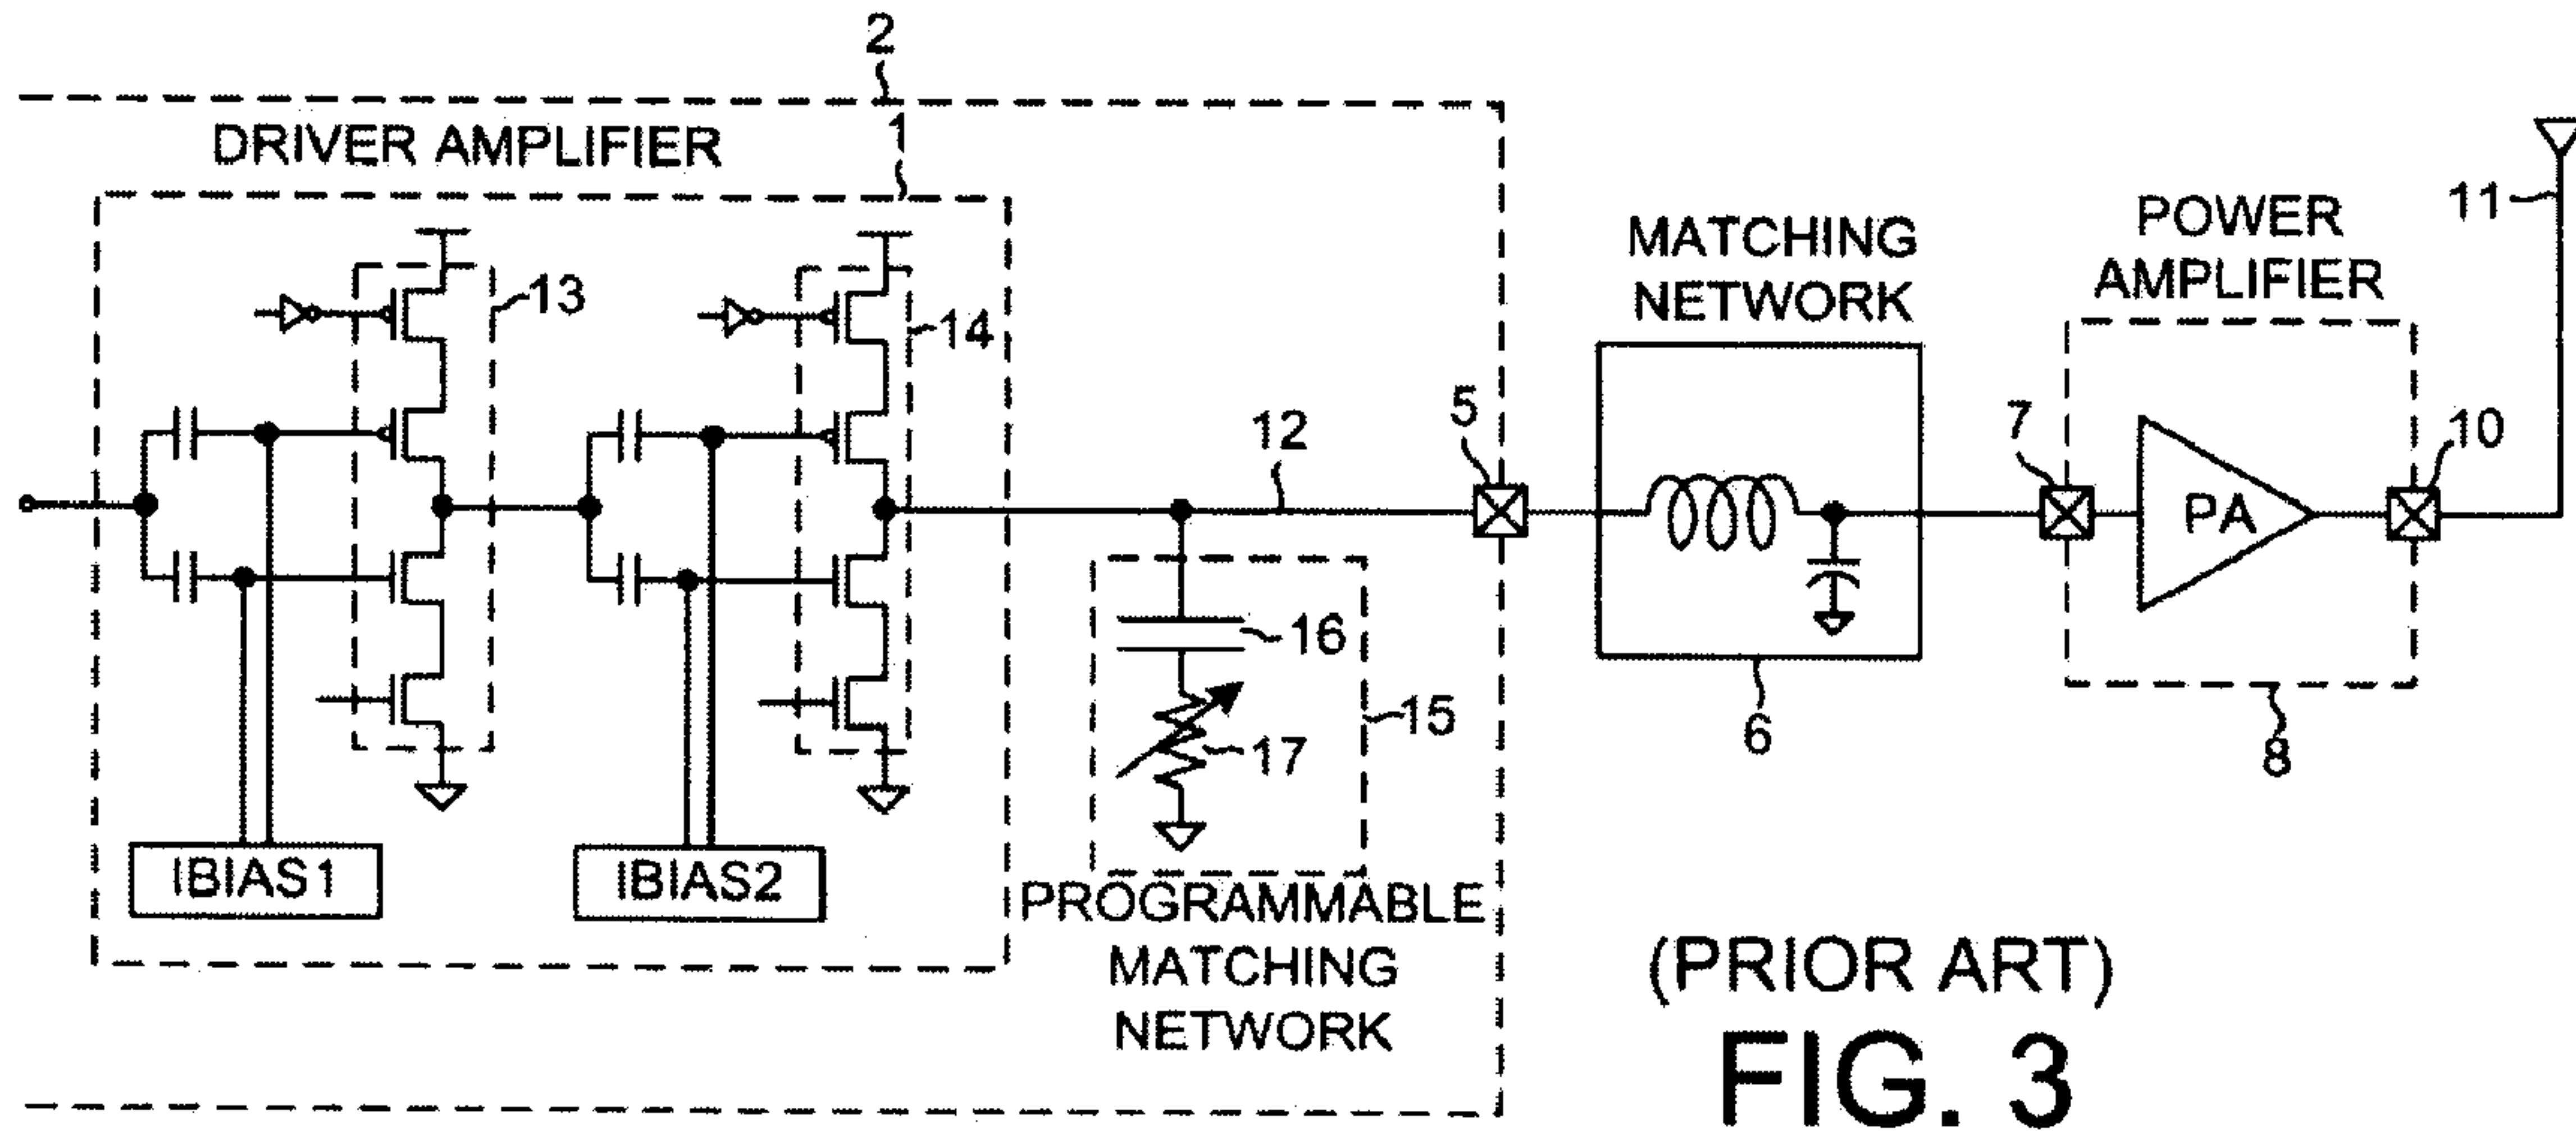 2
DRIVER AMPLIFIER
1
13
14
IBIAS1
IBIAS2
12
5
16
17
15
PROGRAMMABLE
MATCHING
NETWORK
MATCHING
NETWORK
6
POWER
AMPLIFIER
7
PA
10
8
11
(PRIOR ART)
FIG. 3